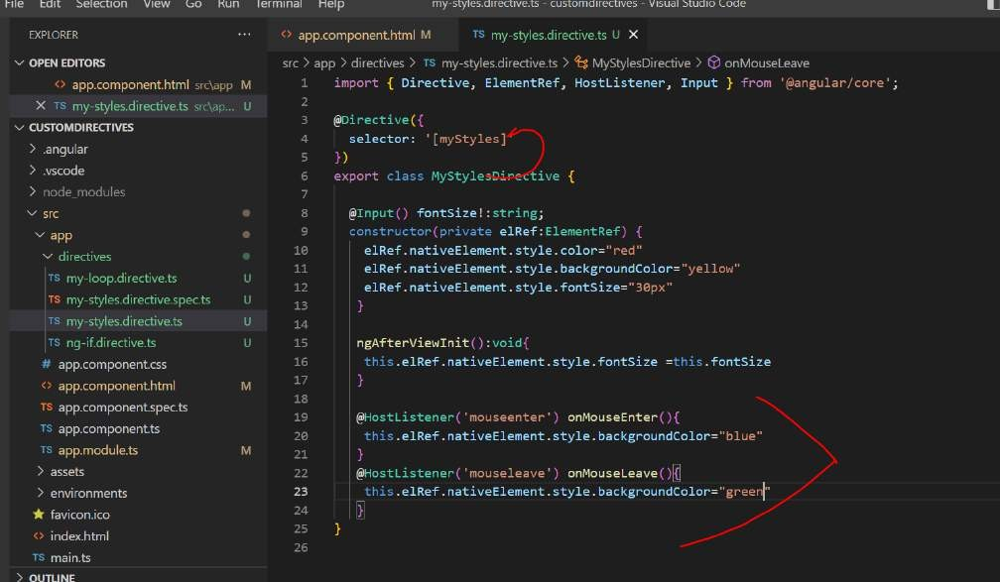 File Edit Selection View Go Run Terminal Help my-styles.directive.ts - customdirectives - Visual Studio Code
EXPLORER ...
OPEN EDITORS
app.component.html src\app M
TS my-styles.directive.ts src\ap... U
CUSTOMDIRECTIVES
.angular
.vscode
node_modules
src
app
directives
TS my-loop.directive.ts U
TS my-styles.directive.spec.ts U
TS my-styles.directive.ts U
TS ng-if.directive.ts U
# app.component.css
<> app.component.html M
TS app.component.spec.ts
TS app.component.ts
TS app.module.ts M
assets
environments
favicon.ico
<> index.html
TS main.ts
OUTLINE
<> app.component.html M TS my-styles.directive.ts U
src > app > directives > TS my-styles.directive.ts > MyStylesDirective > onMouseLeave
1 import { Directive, ElementRef, HostListener, Input } from '@angular/core';
2
3 @Directive({
4 selector: '[myStyles]
5 })
6 export class MyStylesDirective {
7
8 @Input() fontSize!:string;
9 constructor(private elRef:ElementRef) {
10 elRef.nativeElement.style.color="red"
11 elRef.nativeElement.style.backgroundColor="yellow"
12 elRef.nativeElement.style.fontSize="30px"
13 }
14
15 ngAfterViewInit():void{
16 this.elRef.nativeElement.style.fontSize =this.fontSize
17 }
18
19 @HostListener('mouseenter') onMouseEnter(){
20 this.elRef.nativeElement.style.backgroundColor="blue"
21 }
22 @HostListener('mouseleave') onMouseLeave(){
23 this.elRef.nativeElement.style.backgroundColor="green"
24 }
25 }
26